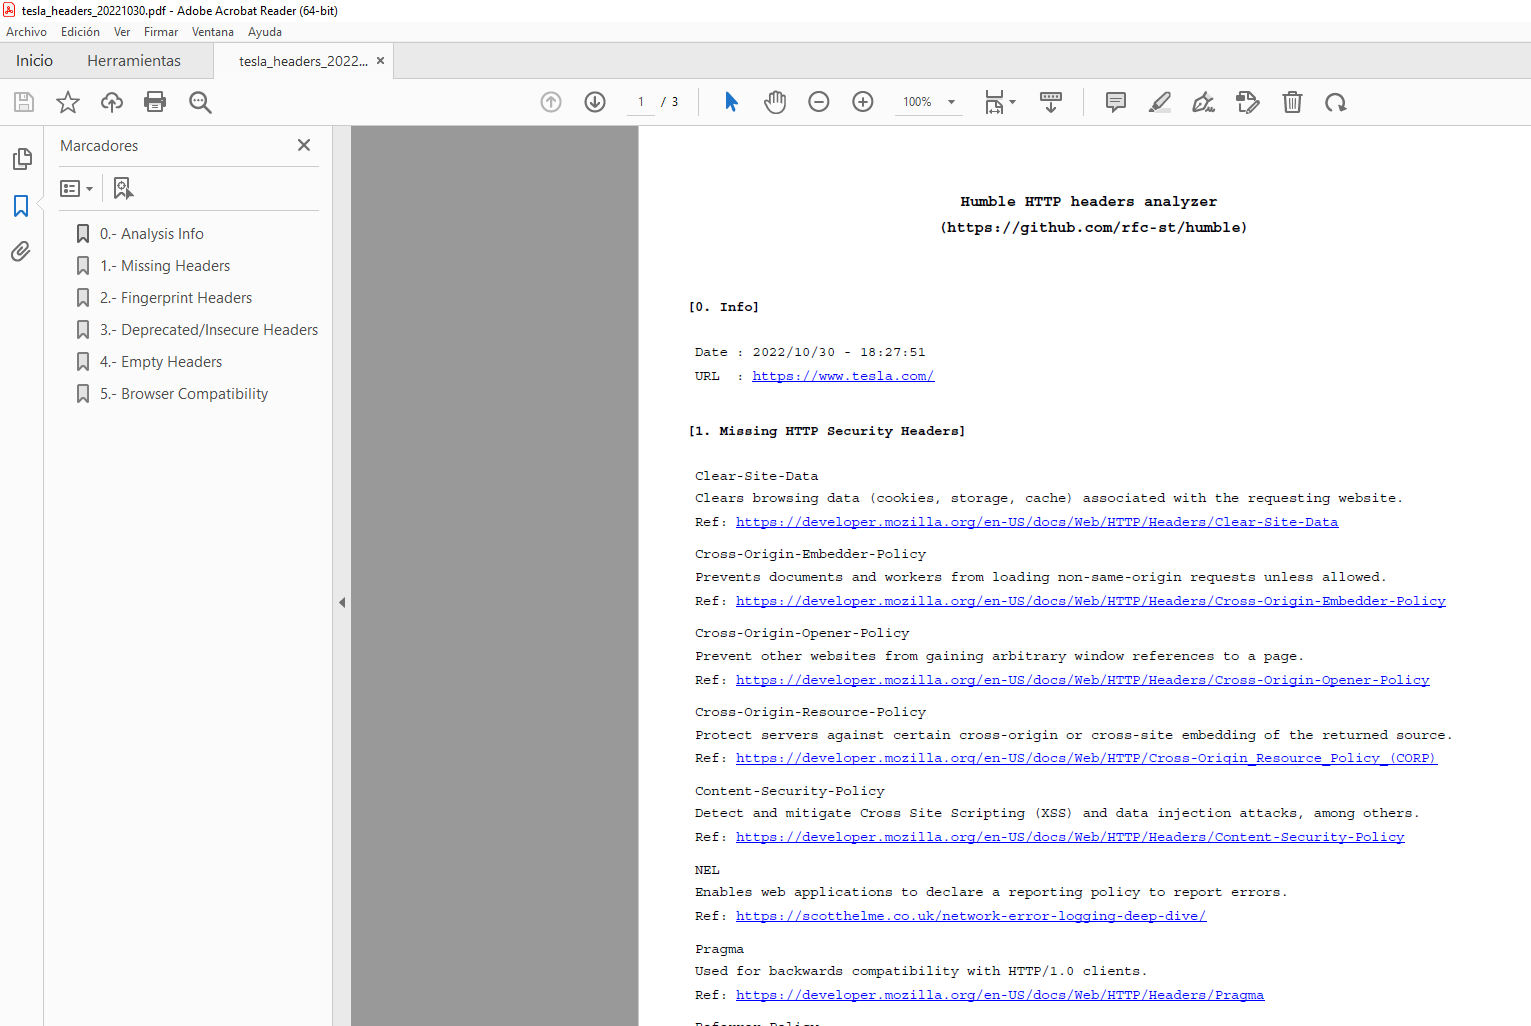 tesla_headers_20221030.pdf - Adobe Acrobat Reader (64-bit)
Archivo Edición Ver Firmar Ventana Ayuda
Inicio Herramientas tesla_headers_2022... ×
1 / 3 100%
Marcadores
0.- Analysis Info
1.- Missing Headers
2.- Fingerprint Headers
3.- Deprecated/Insecure Headers
4.- Empty Headers
5.- Browser Compatibility
Humble HTTP headers analyzer
(https://github.com/rfc-st/humble)
[0. Info]
Date : 2022/10/30 - 18:27:51
URL : https://www.tesla.com/
[1. Missing HTTP Security Headers]
Clear-Site-Data
Clears browsing data (cookies, storage, cache) associated with the requesting website.
Ref: https://developer.mozilla.org/en-US/docs/Web/HTTP/Headers/Clear-Site-Data
Cross-Origin-Embedder-Policy
Prevents documents and workers from loading non-same-origin requests unless allowed.
Ref: https://developer.mozilla.org/en-US/docs/Web/HTTP/Headers/Cross-Origin-Embedder-Policy
Cross-Origin-Opener-Policy
Prevent other websites from gaining arbitrary window references to a page.
Ref: https://developer.mozilla.org/en-US/docs/Web/HTTP/Headers/Cross-Origin-Opener-Policy
Cross-Origin-Resource-Policy
Protect servers against certain cross-origin or cross-site embedding of the returned source.
Ref: https://developer.mozilla.org/en-US/docs/Web/HTTP/Cross-Origin_Resource_Policy_(CORP)
Content-Security-Policy
Detect and mitigate Cross Site Scripting (XSS) and data injection attacks, among others.
Ref: https://developer.mozilla.org/en-US/docs/Web/HTTP/Headers/Content-Security-Policy
NEL
Enables web applications to declare a reporting policy to report errors.
Ref: https://scotthelme.co.uk/network-error-logging-deep-dive/
Pragma
Used for backwards compatibility with HTTP/1.0 clients.
Ref: https://developer.mozilla.org/en-US/docs/Web/HTTP/Headers/Pragma
Referrer-Policy